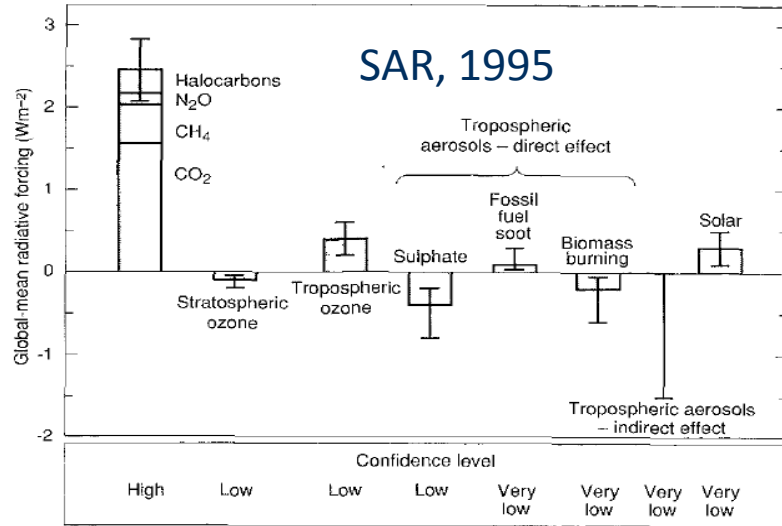 SAR, 1995
Global-mean radiative forcing (Wm⁻²)
3
2
1
0
-1
-2
Halocarbons
N₂O
CH₄
CO₂
Stratospheric
ozone
Tropospheric
ozone
Tropospheric
aerosols – direct effect
Sulphate
Fossil
fuel
soot
Biomass
burning
Tropospheric aerosols
– indirect effect
Solar
Confidence level
High Low Low Low Very low Very low Very low Very low